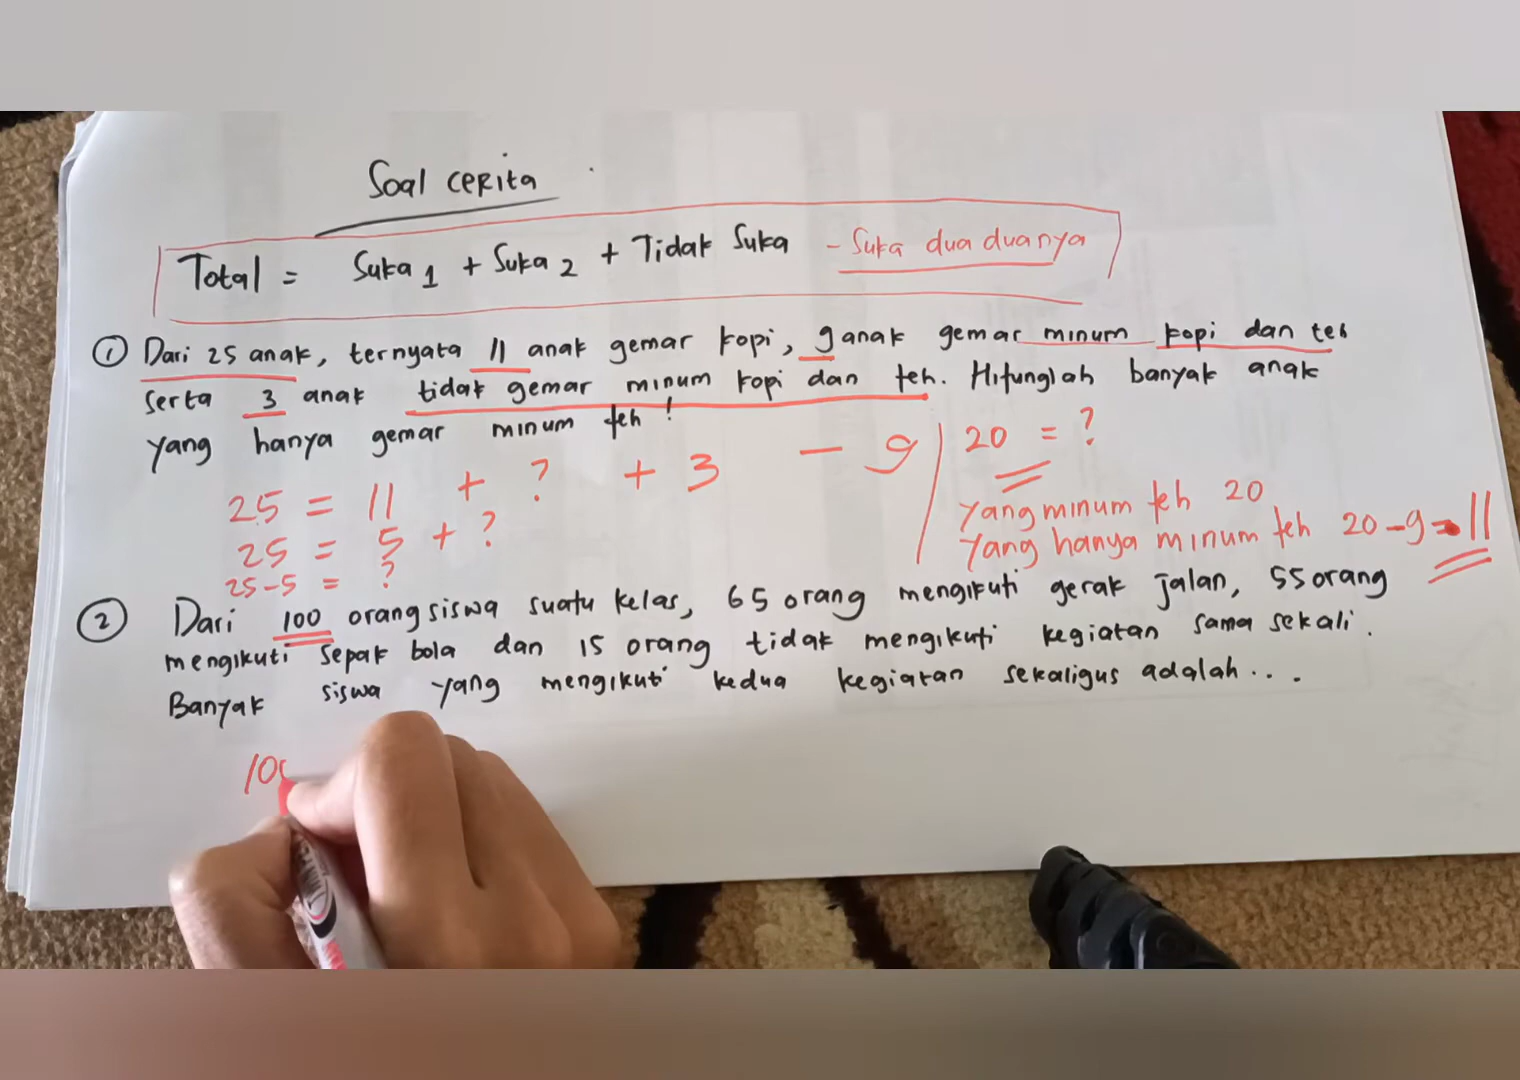 Soal cerita
Total = Suka 1 + Suka 2 + Tidak Suka - Suka dua duanya
① Dari 25 anak, ternyata 11 anak gemar kopi, 9 anak gemar minum kopi dan teh
serta 3 anak tidak gemar minum kopi dan teh. Hitunglah banyak anak
yang hanya gemar minum teh !
25 = 11 + ? + 3 - 9
25 = 5 + ?
25-5 = ?
20 = ?
Yang minum teh 20
Yang hanya minum teh 20-9 = 11
② Dari 100 orang siswa suatu kelas, 65 orang mengikuti gerak jalan, 55 orang
mengikuti sepak bola dan 15 orang tidak mengikuti kegiatan sama sekali.
Banyak siswa yang mengikuti kedua kegiatan sekaligus adalah ...
100